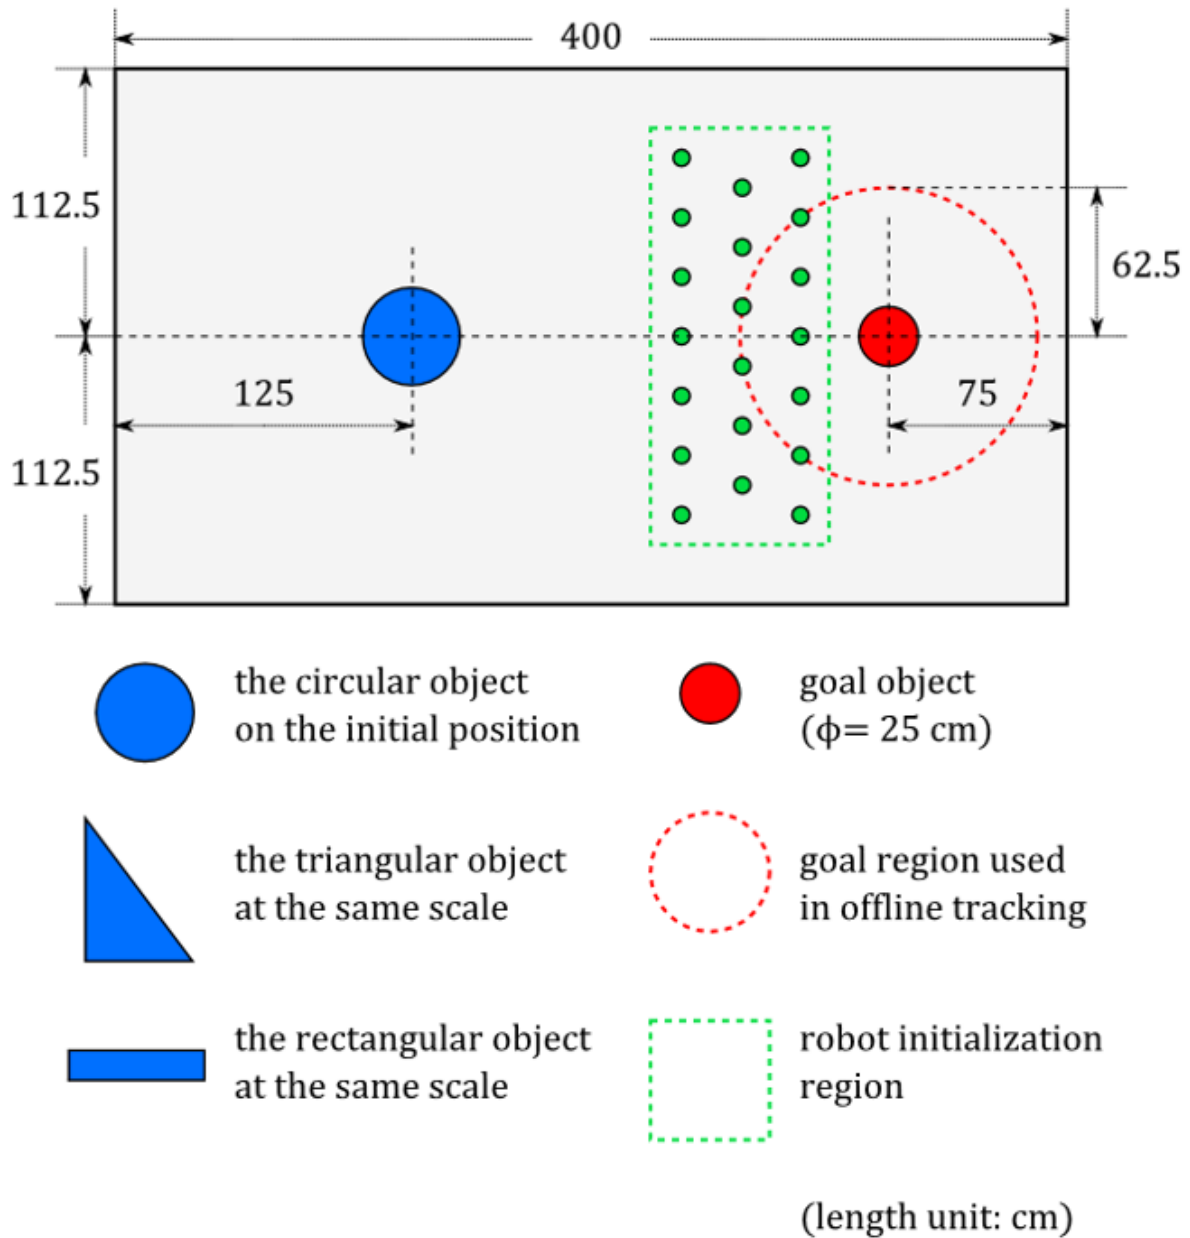 400
112.5
62.5
125
75
112.5
the circular object
on the initial position
goal object
(ϕ= 25 cm)
the triangular object
at the same scale
goal region used
in offline tracking
the rectangular object
at the same scale
robot initialization
region
(length unit: cm)